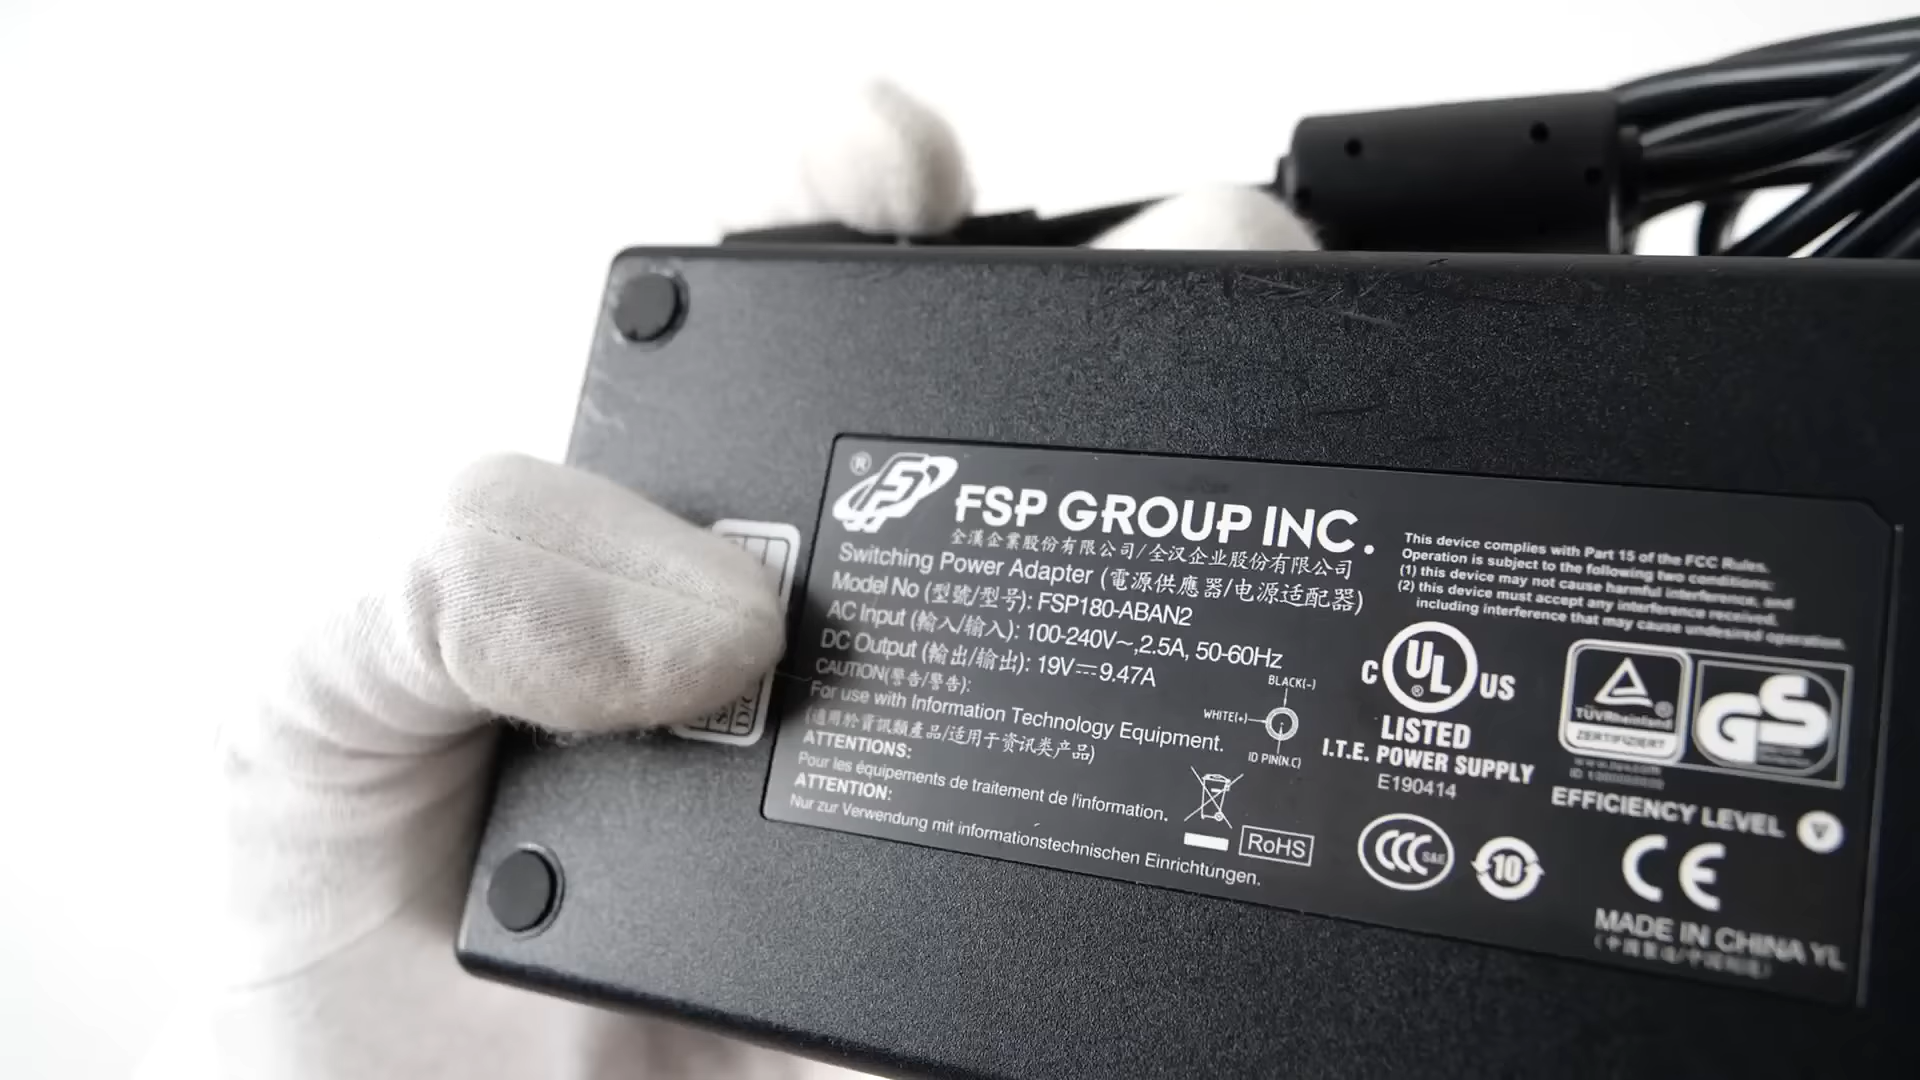 ® FSP GROUP INC.
全漢企業股份有限公司/全汉企业股份有限公司
Switching Power Adapter (電源供應器/电源适配器)
Model No (型號/型号): FSP180-ABAN2
AC Input (輸入/输入): 100-240V~,2.5A, 50-60Hz
DC Output (輸出/输出): 19V⎓9.47A
CAUTION(警告/警告):
For use with Information Technology Equipment.
(適用於資訊類產品/适用于资讯类产品)
ATTENTIONS:
Pour les équipements de traitement de l'information.
ATTENTION:
Nur zur Verwendung mit informationstechnischen Einrichtungen.
BLACK(-)
WHITE(+)
ID PIN(N.C)
RoHS
This device complies with Part 15 of the FCC Rules.
Operation is subject to the following two conditions:
(1) this device may not cause harmful interference, and
(2) this device must accept any interference received,
including interference that may cause undesired operation.
C UL ® US
LISTED
I.T.E. POWER SUPPLY
E190414
TÜVRheinland ®
ZERTIFIZIERT
GS
EFFICIENCY LEVEL V
CCC S&E
10
CE
MADE IN CHINA YL
D/C